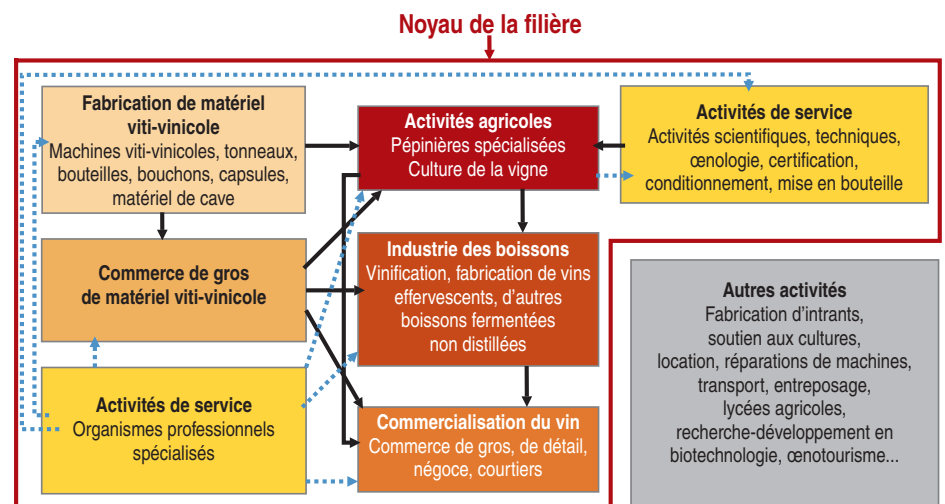 Noyau de la filière
Fabrication de matériel
viti-vinicole
Machines viti-vinicoles, tonneaux,
bouteilles, bouchons, capsules,
matériel de cave
Activités agricoles
Pépinières spécialisées
Culture de la vigne
Activités de service
Activités scientifiques, techniques,
œnologie, certification,
conditionnement, mise en bouteille
Commerce de gros
de matériel viti-vinicole
Industrie des boissons
Vinification, fabrication de vins
effervescents, d’autres
boissons fermentées
non distillées
Autres activités
Fabrication d’intrants,
soutien aux cultures,
location, réparations de machines,
transport, entreposage,
lycées agricoles,
recherche-développement en
biotechnologie, œnotourisme...
Activités de service
Organismes professionnels
spécialisés
Commercialisation du vin
Commerce de gros, de détail,
négoce, courtiers